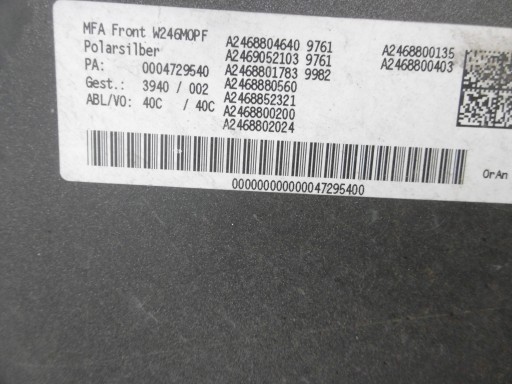 MFA Front W246MOPF
Polarsilber
PA: 0004729540
Gest.: 3940 / 002
ABL/VO: 40C / 40C
A2468804640 9761
A2469052103 9761
A2468801783 9982
A2468880560
A2468852321
A2468800200
A2468802024
A2468800135
A2468800403
OrAn
00000000000047295400